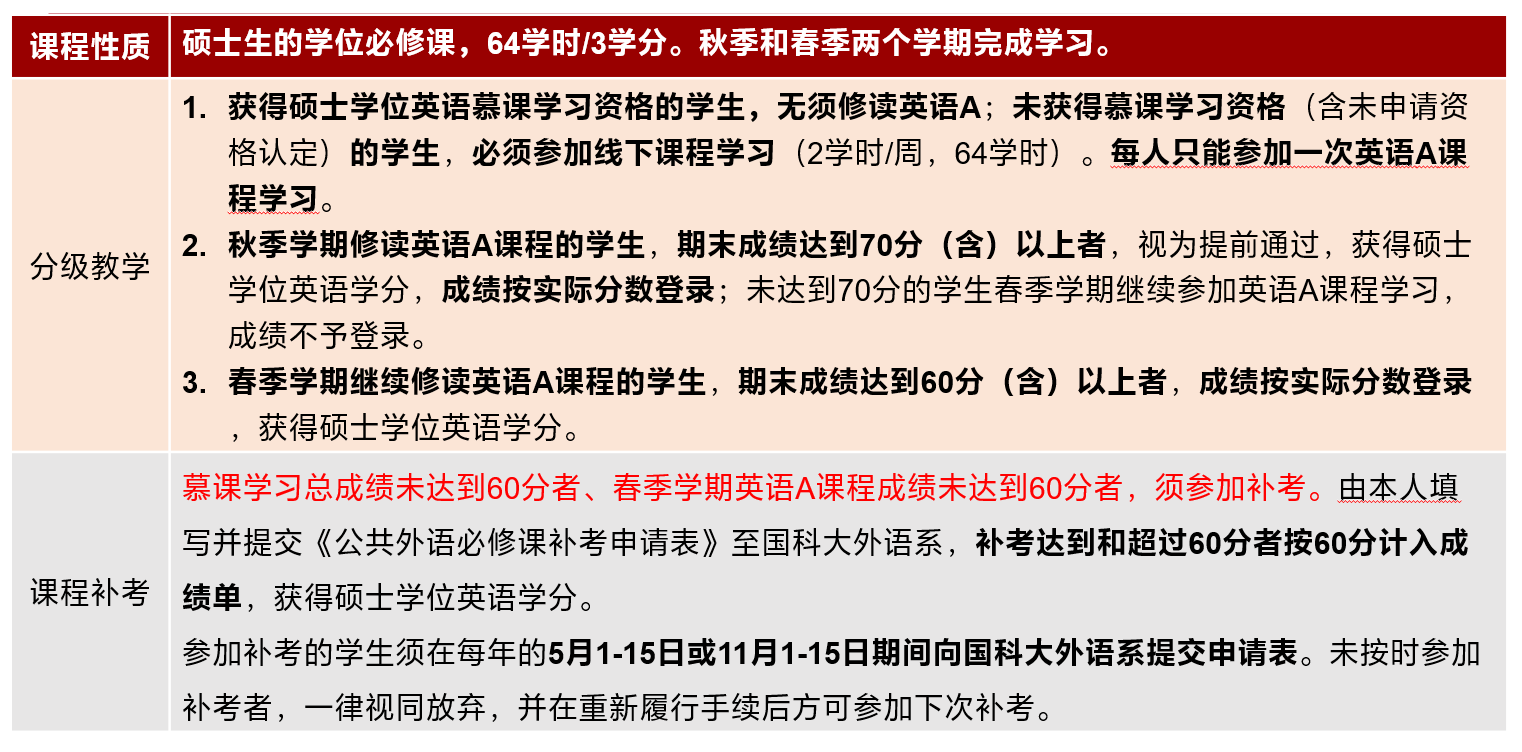 课程性质
硕士生的学位必修课，64学时/3学分。秋季和春季两个学期完成学习。
分级教学
1. 获得硕士学位英语慕课学习资格的学生，无须修读英语A；未获得慕课学习资格（含未申请资
格认定）的学生，必须参加线下课程学习（2学时/周，64学时）。每人只能参加一次英语A课
程学习。
2. 秋季学期修读英语A课程的学生，期末成绩达到70分（含）以上者，视为提前通过，获得硕士
学位英语学分，成绩按实际分数登录；未达到70分的学生春季学期继续参加英语A课程学习，
成绩不予登录。
3. 春季学期继续修读英语A课程的学生，期末成绩达到60分（含）以上者，成绩按实际分数登录
，获得硕士学位英语学分。
课程补考
慕课学习总成绩未达到60分者、春季学期英语A课程成绩未达到60分者，须参加补考。由本人填
写并提交《公共外语必修课补考申请表》至国科大外语系，补考达到和超过60分者按60分计入成
绩单，获得硕士学位英语学分。
参加补考的学生须在每年的5月1-15日或11月1-15日期间向国科大外语系提交申请表。未按时参加
补考者，一律视同放弃，并在重新履行手续后方可参加下次补考。